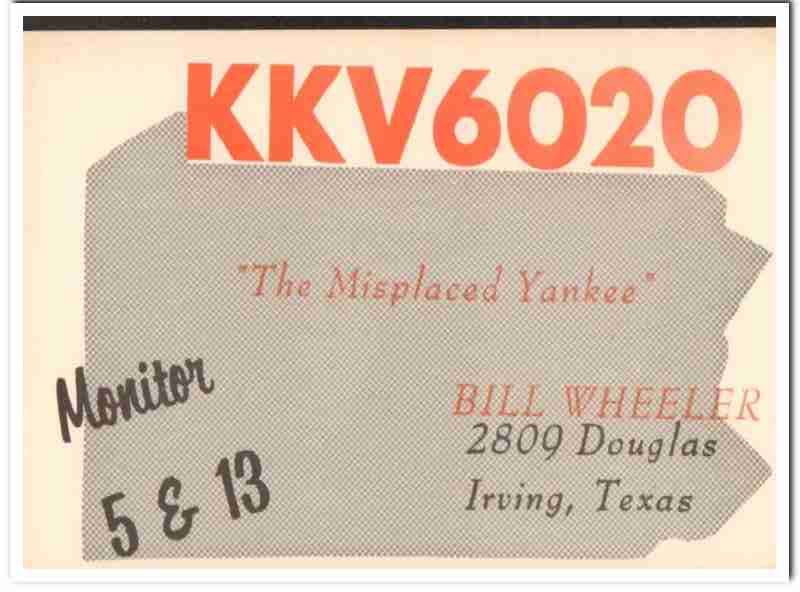 KKV6020
"The Misplaced Yankee"
Monitor
5 & 13
BILL WHEELER
2809 Douglas
Irving, Texas